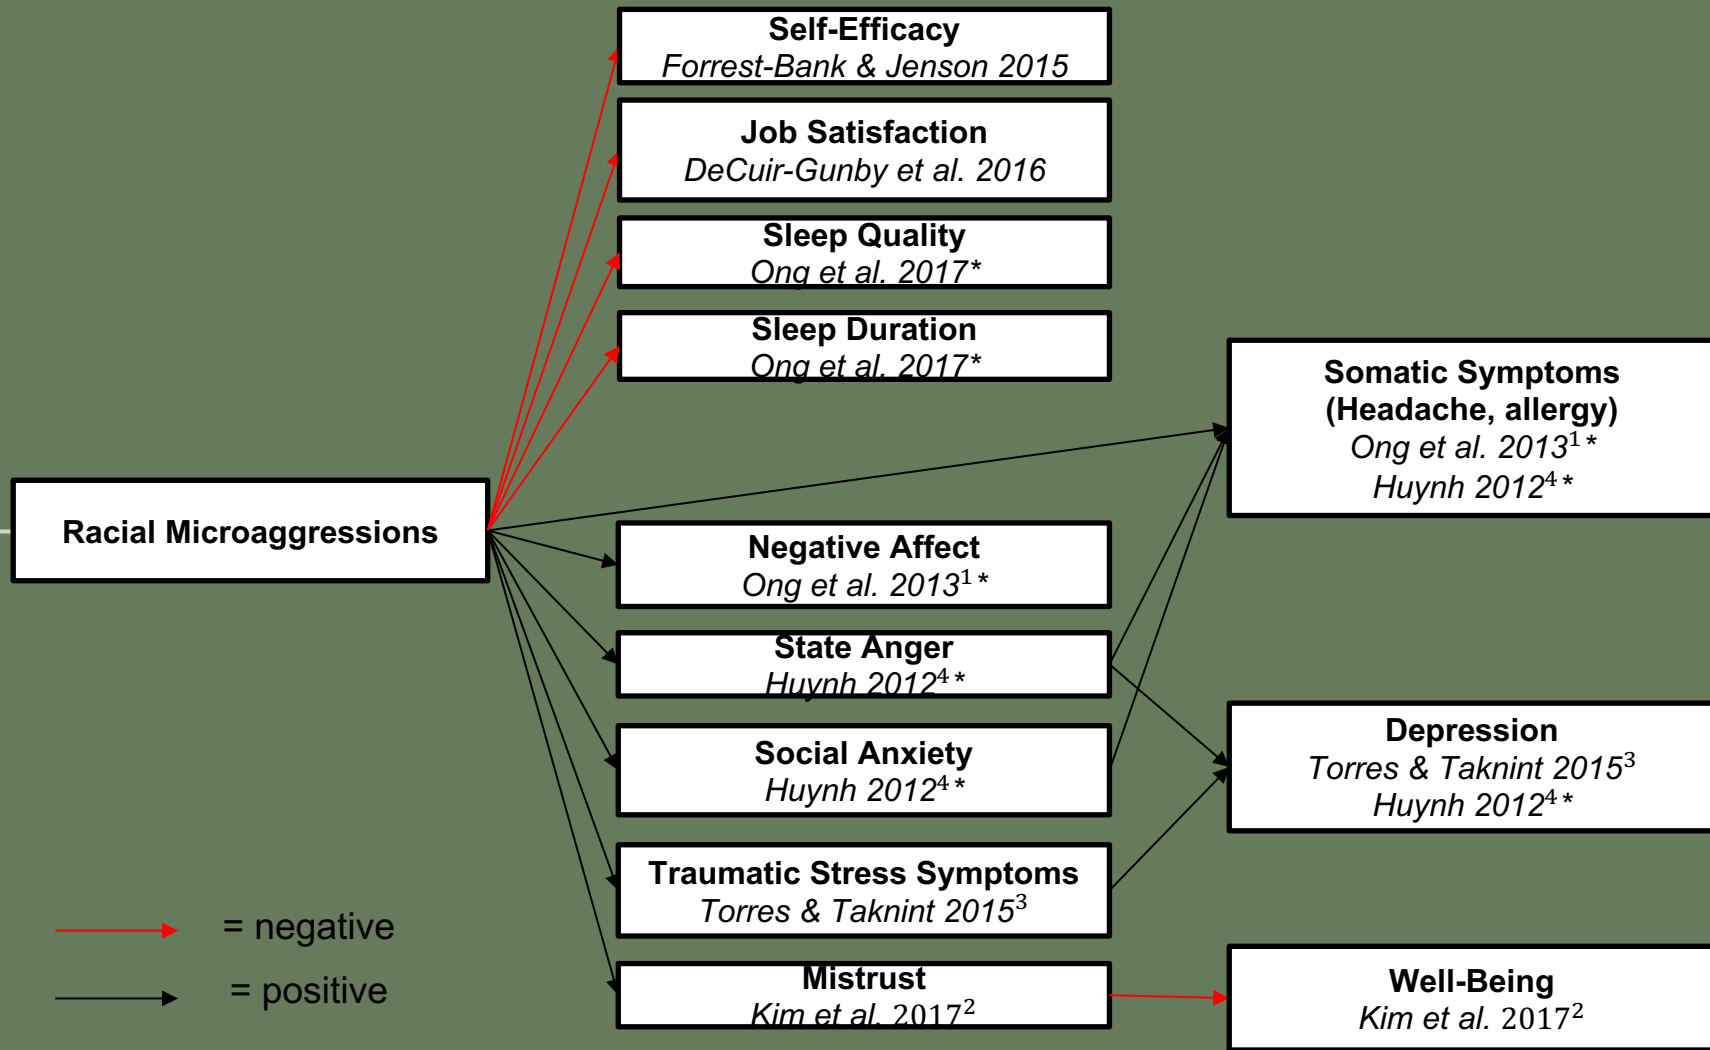 Self-Efficacy
Forrest-Bank & Jenson 2015
Job Satisfaction
DeCuir-Gunby et al. 2016
Sleep Quality
Ong et al. 2017*
Sleep Duration
Ong et al. 2017*
Somatic Symptoms
(Headache, allergy)
Ong et al. 2013¹*
Huynh 2012⁴*
Racial Microaggressions
Negative Affect
Ong et al. 2013¹*
State Anger
Huynh 2012⁴*
Social Anxiety
Huynh 2012⁴*
Depression
Torres & Taknint 2015³
Huynh 2012⁴*
Traumatic Stress Symptoms
Torres & Taknint 2015³
= negative
= positive
Mistrust
Kim et al. 2017²
Well-Being
Kim et al. 2017²